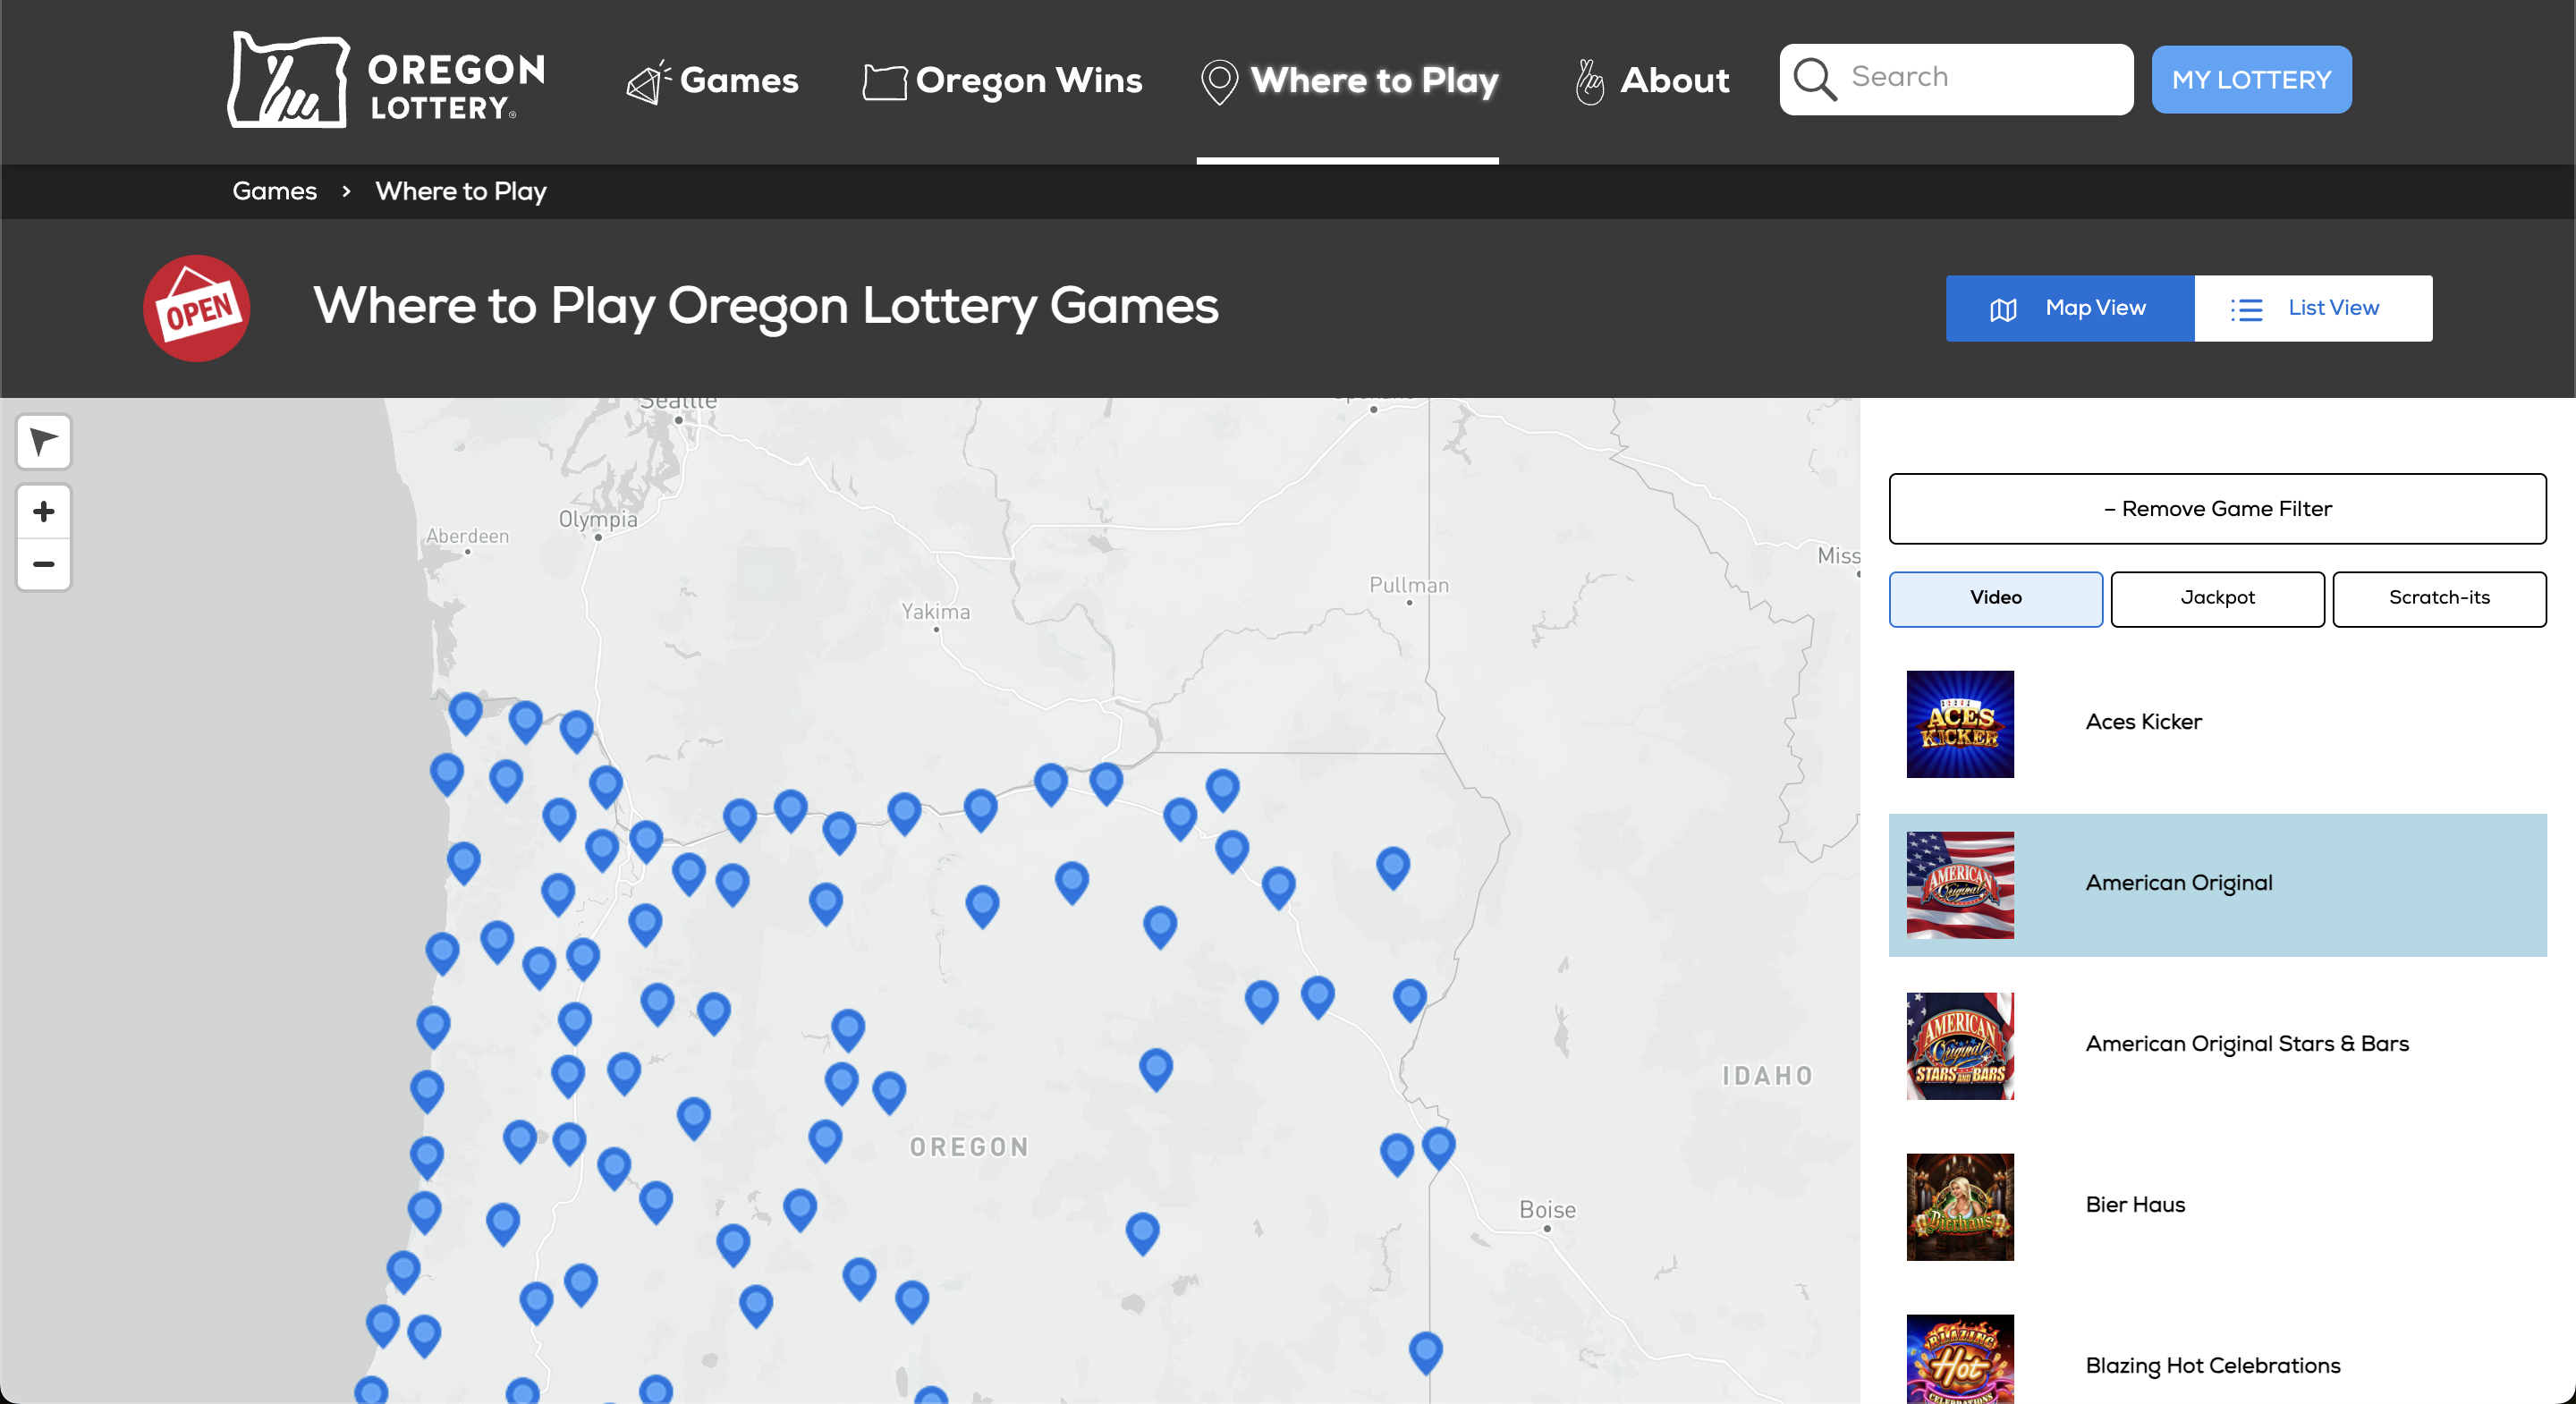 OREGON
LOTTERY®
Games
Oregon Wins
Where to Play
About
Search
MY LOTTERY
Games > Where to Play
OPEN
Where to Play Oregon Lottery Games
Map View
List View
Seattle
Olympia
Aberdeen
Yakima
Pullman
Miss
OREGON
IDAHO
Boise
– Remove Game Filter
Video
Jackpot
Scratch-its
ACES
KICKER
Aces Kicker
AMERICAN
Original
American Original
AMERICAN
Original
STARS AND BARS
American Original Stars & Bars
Bierhaus
Bier Haus
BLAZING
Hot
CELEBRATIONS
Blazing Hot Celebrations